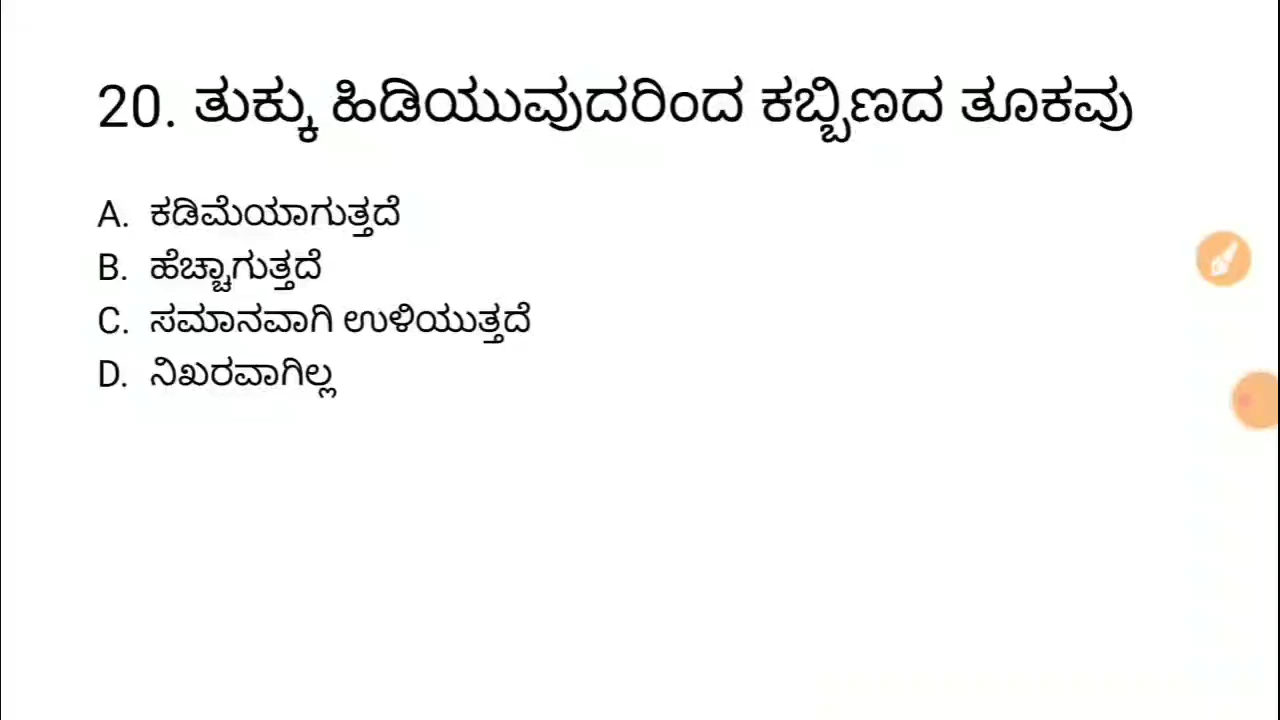 20. ತುಕ್ಕು ಹಿಡಿಯುವುದರಿಂದ ಕಬ್ಬಿಣದ ತೂಕವು
A. ಕಡಿಮೆಯಾಗುತ್ತದೆ
B. ಹೆಚ್ಚಾಗುತ್ತದೆ
C. ಸಮಾನವಾಗಿ ಉಳಿಯುತ್ತದೆ
D. ನಿಖರವಾಗಿಲ್ಲ